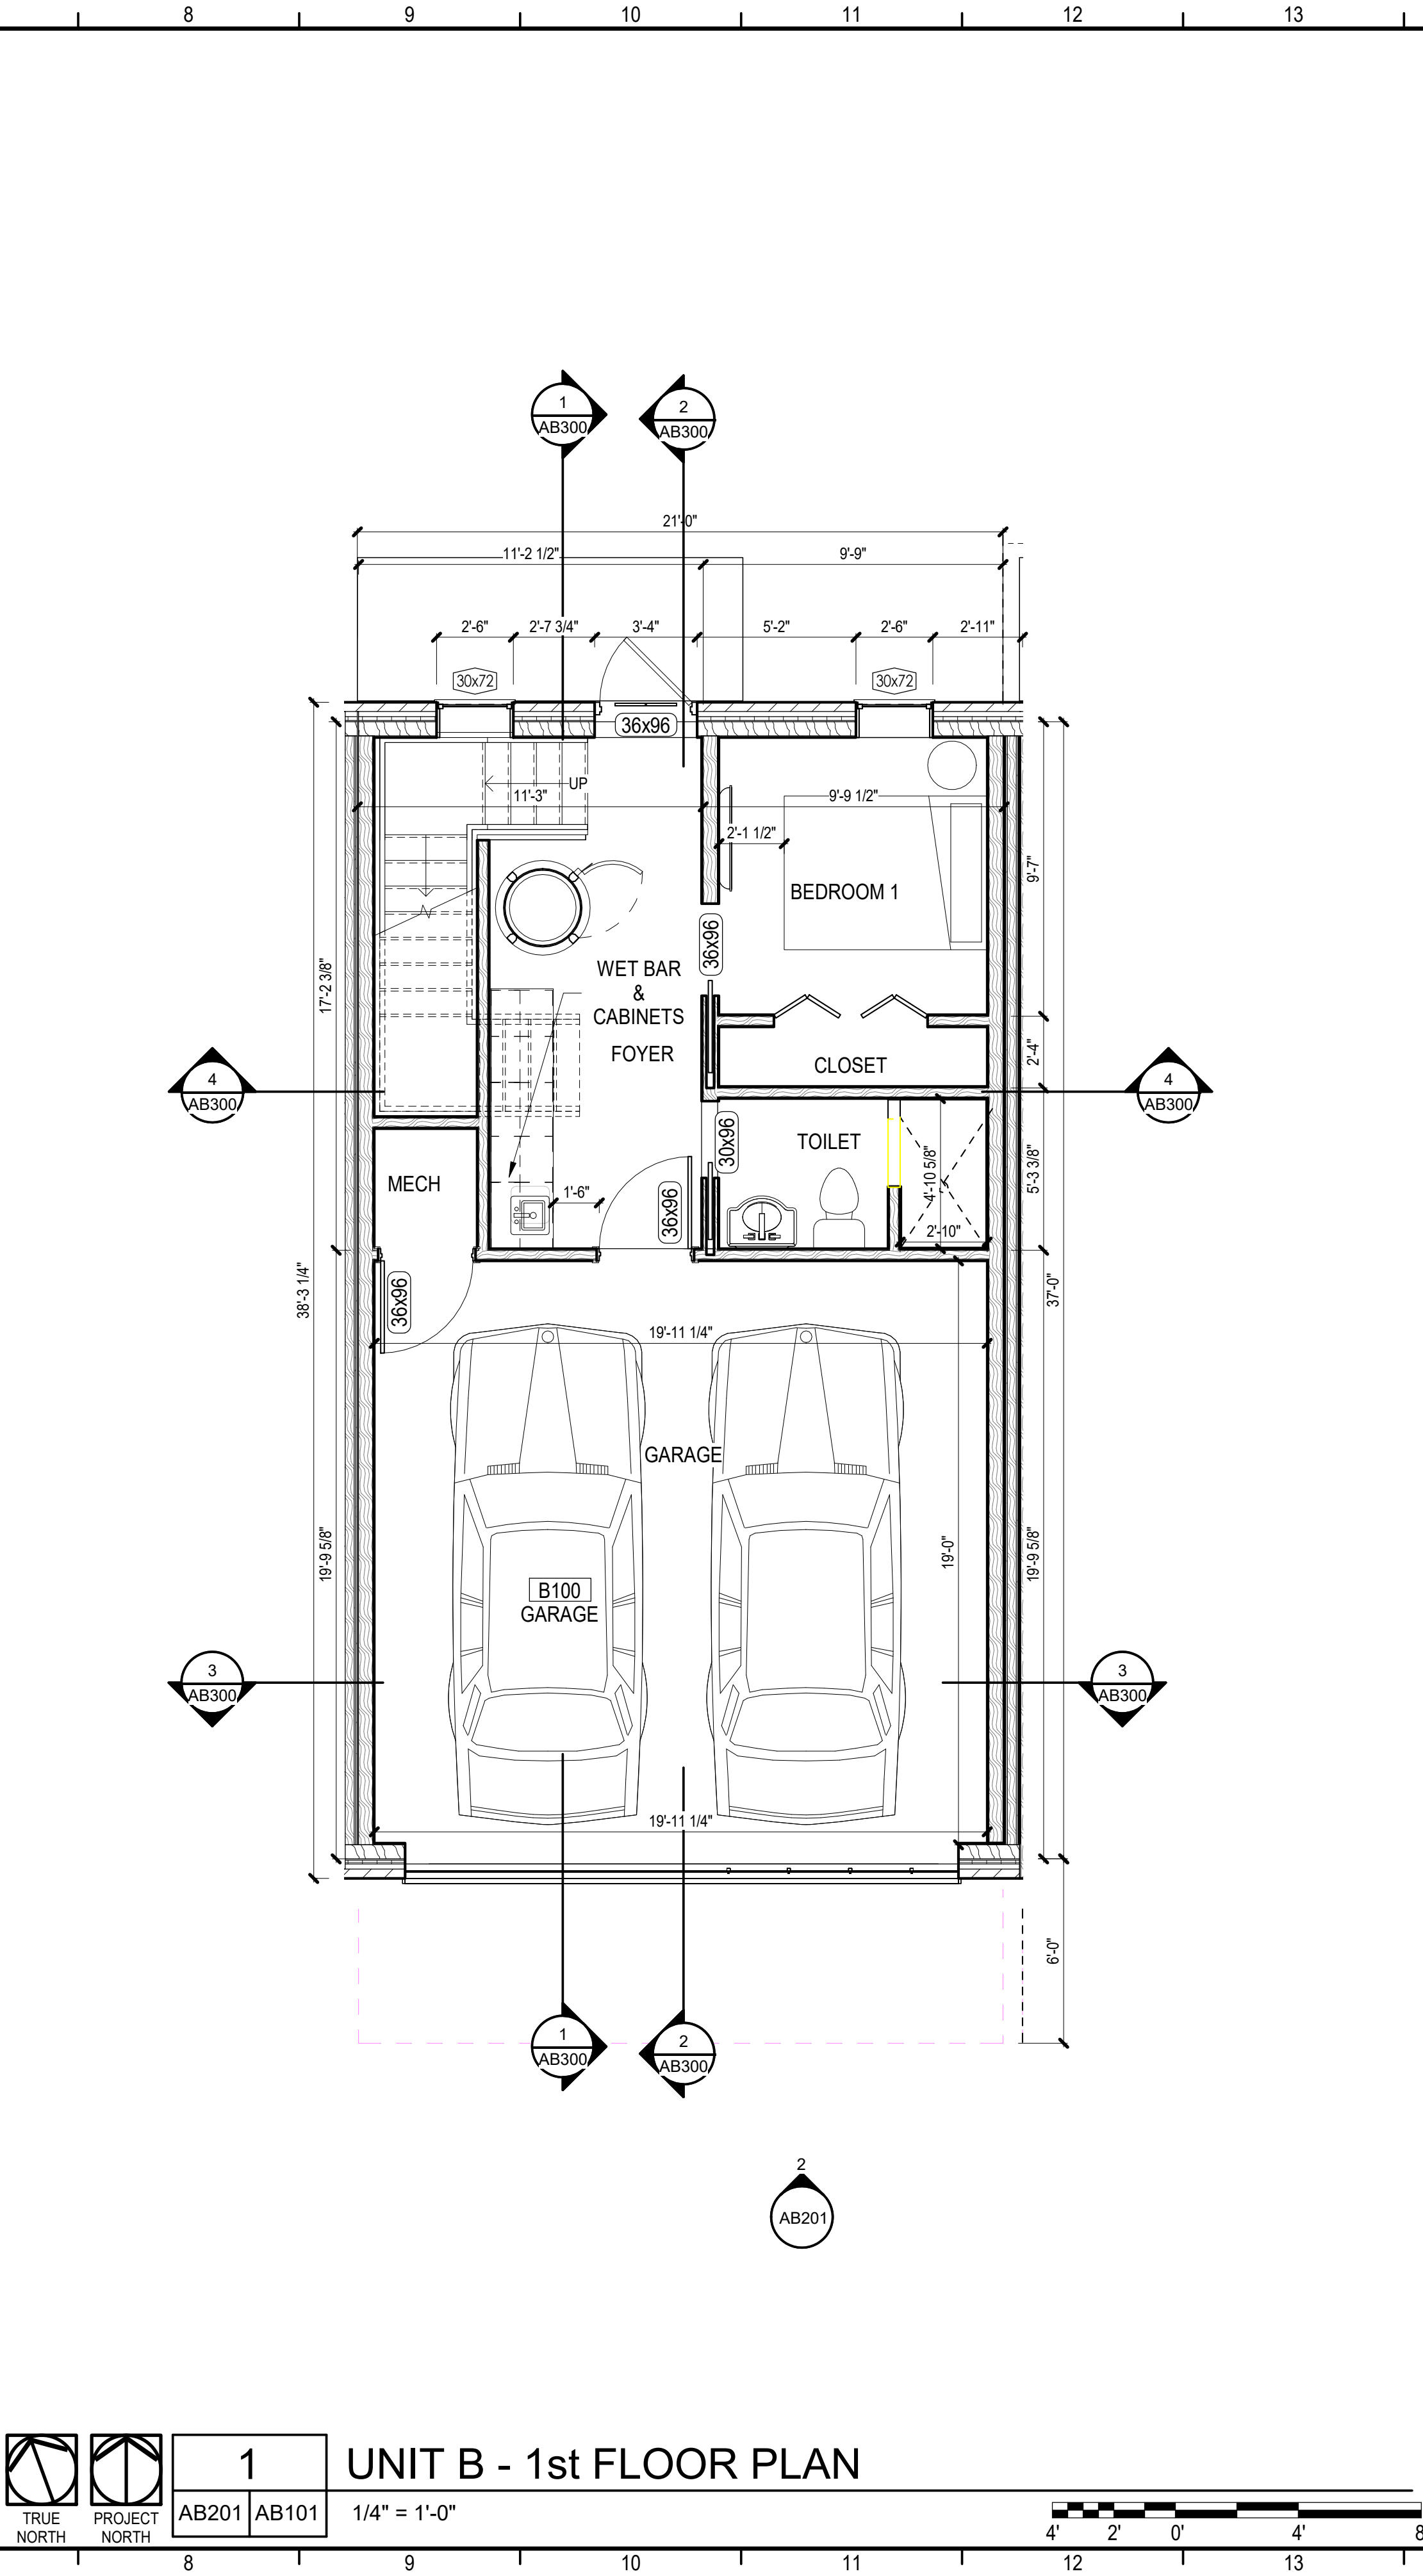 8 9 10 11 12 13
1
AB300
2
AB300
21'-0"
11'-2 1/2" 9'-9"
2'-6" 2'-7 3/4" 3'-4" 5'-2" 2'-6" 2'-11"
30x72 30x72
36x96
UP
11'-3" 9'-9 1/2"
2'-1 1/2"
9'-7"
BEDROOM 1
36x96
WET BAR
&
CABINETS
FOYER
17'-2 3/8"
2'-4"
CLOSET
4
AB300
4
AB300
30x96
TOILET
4'-10 5/8"
5'-3 3/8"
MECH
1'-6"
36x96
2'-10"
36x96
38'-3 1/4"
37'-0"
19'-11 1/4"
GARAGE
19'-9 5/8"
19'-0"
19'-9 5/8"
B100
GARAGE
3
AB300
3
AB300
19'-11 1/4"
6'-0"
1
AB300
2
AB300
2
AB201
TRUE
NORTH
PROJECT
NORTH
1
AB201 AB101
UNIT B - 1st FLOOR PLAN
1/4" = 1'-0"
4' 2' 0' 4' 8
8 9 10 11 12 13